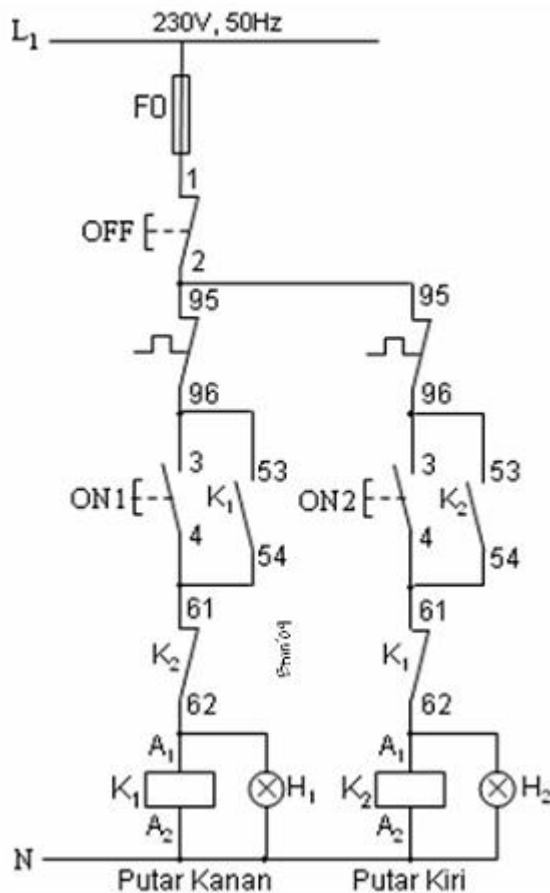 230V, 50Hz
L₁
F0
1
OFF
2
95 95
96 96
3 53 3 53
ON1 K₁ ON2 K₂
4 54 4 54
61 61
K₂ K₁
62 62
A₁ A₁
K₁ H₁ K₂ H₂
A₂ A₂
N
Putar Kanan Putar Kiri